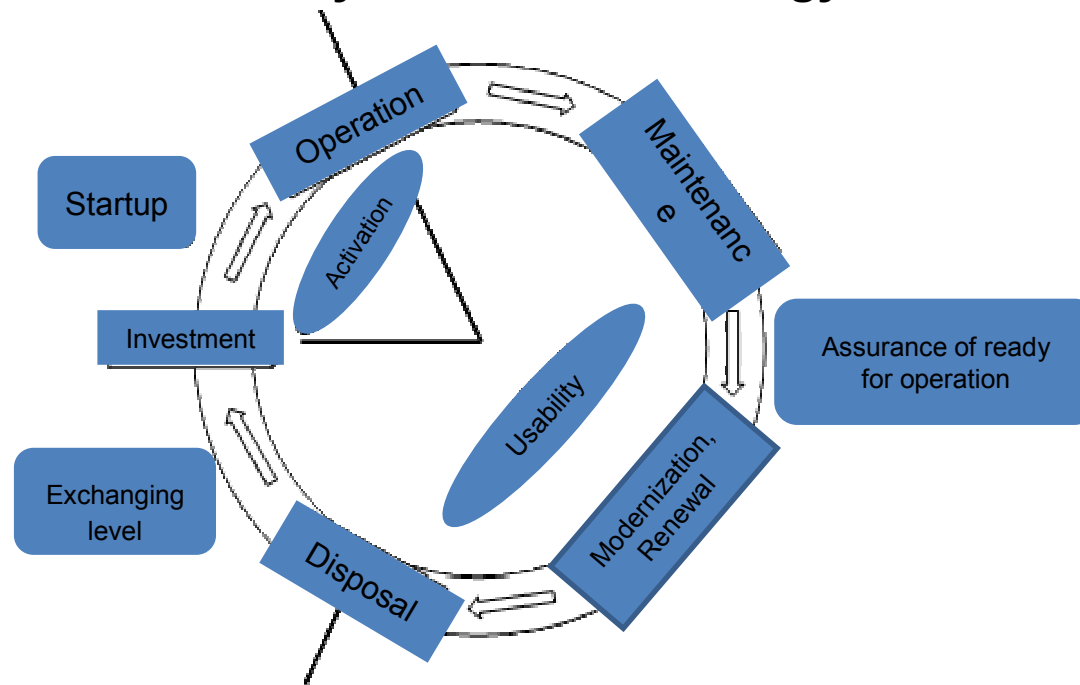 Operation
Maintenanc
e
Startup
Activation
Investment
Assurance of ready
for operation
Usability
Modernization,
Renewal
Exchanging
level
Disposal